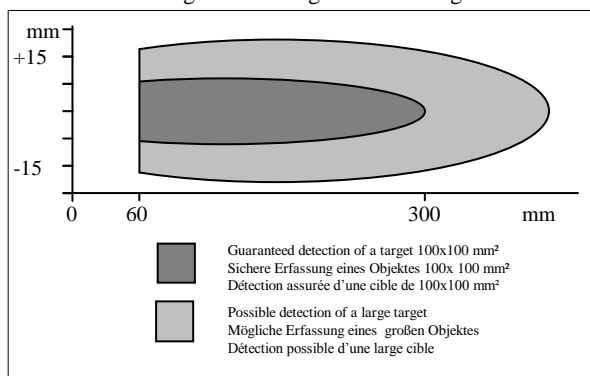 mm
+15
-15
0 60 300 mm
Guaranteed detection of a target 100x100 mm²
Sichere Erfassung eines Objektes 100x 100 mm²
Détection assurée d'une cible de 100x100 mm²
Possible detection of a large target
Mögliche Erfassung eines großen Objektes
Détection possible d'une large cible